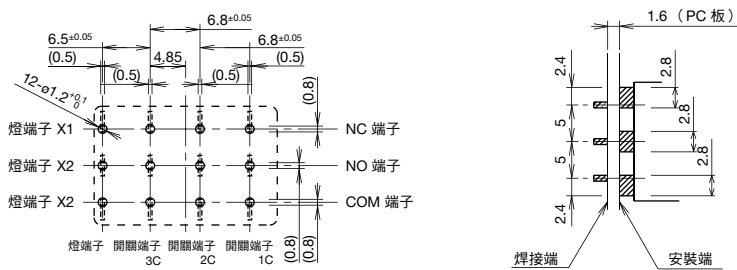 6.8±0.05
6.5±0.05
6.8±0.05
(0.5)
4.85
(0.5)
(0.5)
(0.5)
(0.8)
12-ø1.2+0.1 0
燈端子 X1
NC 端子
燈端子 X2
NO 端子
燈端子 X2
COM 端子
燈端子
開關端子 3C
開關端子 2C
開關端子 1C
(0.8)
(0.8)
1.6（PC 板）
2.4
2.8
5
2.8
5
2.8
2.4
焊接端
安裝端